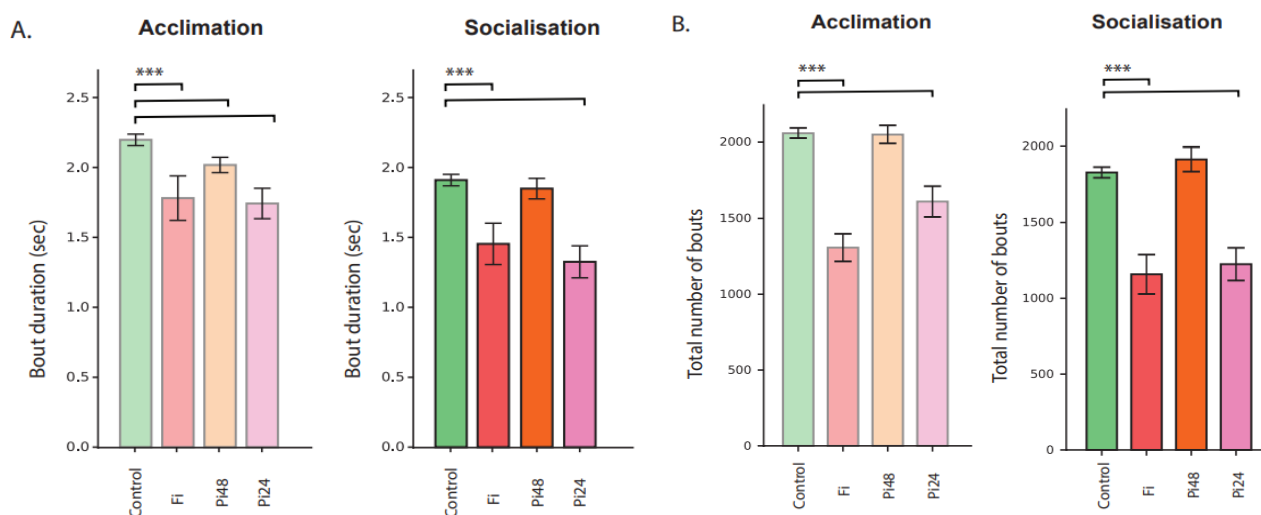 A.
Acclimation
***
Bout duration (sec)
2.5
2.0
1.5
1.0
0.5
0.0
Control
Fi
Pi48
Pi24
Socialisation
***
Bout duration (sec)
2.5
2.0
1.5
1.0
0.5
0.0
Control
Fi
Pi48
Pi24
B.
Acclimation
***
Total number of bouts
2000
1500
1000
500
0
Control
Fi
Pi48
Pi24
Socialisation
***
Total number of bouts
2000
1500
1000
500
0
Control
Fi
Pi48
Pi24